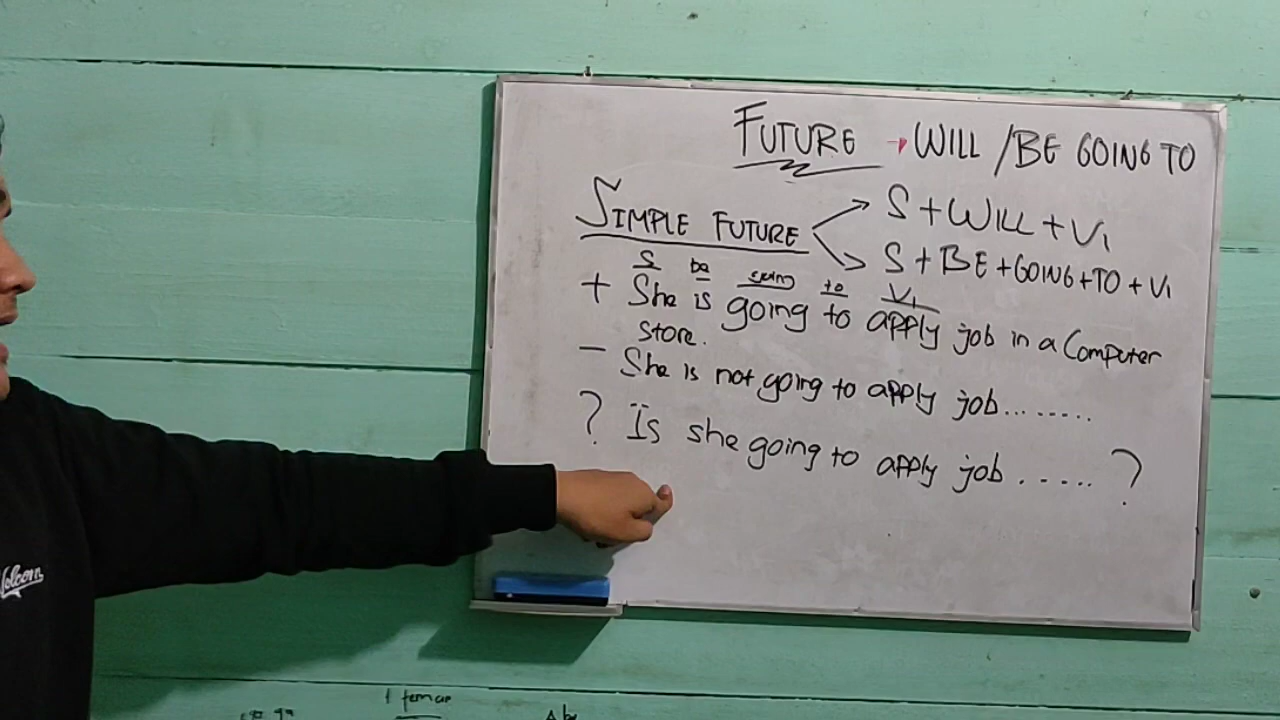 FUTURE → WILL / BE GOING TO
SIMPLE FUTURE
S + WILL + V1
S + BE + GOING + TO + V1
S be going to V1
+ She is going to apply job in a Computer
store.
- She is not going to apply job........
? Is she going to apply job...... ?
Volcom